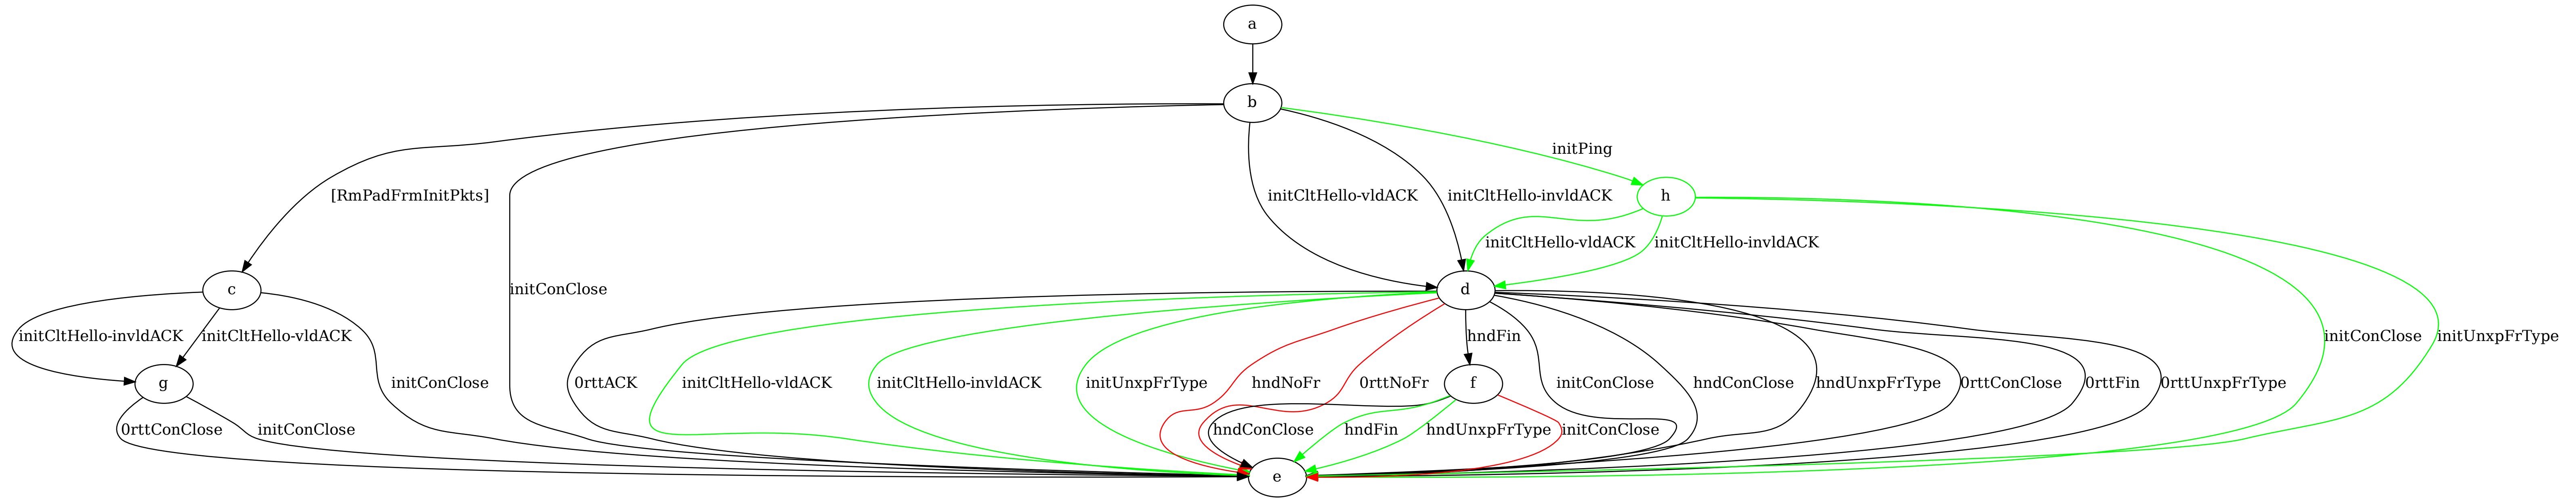 a
b
initPing
[RmPadFrmInitPkts]
initCltHello-vldACK
initCltHello-invldACK
h
initCltHello-vldACK
initCltHello-invldACK
c
initConClose
d
initCltHello-invldACK
initCltHello-vldACK
hndFin
initConClose
initUnxpFrType
initConClose
0rttACK
initCltHello-vldACK
initCltHello-invldACK
initUnxpFrType
hndNoFr
0rttNoFr
initConClose
hndConClose
hndUnxpFrType
0rttConClose
0rttFin
0rttUnxpFrType
g
f
0rttConClose
initConClose
hndConClose
hndFin
hndUnxpFrType
initConClose
e